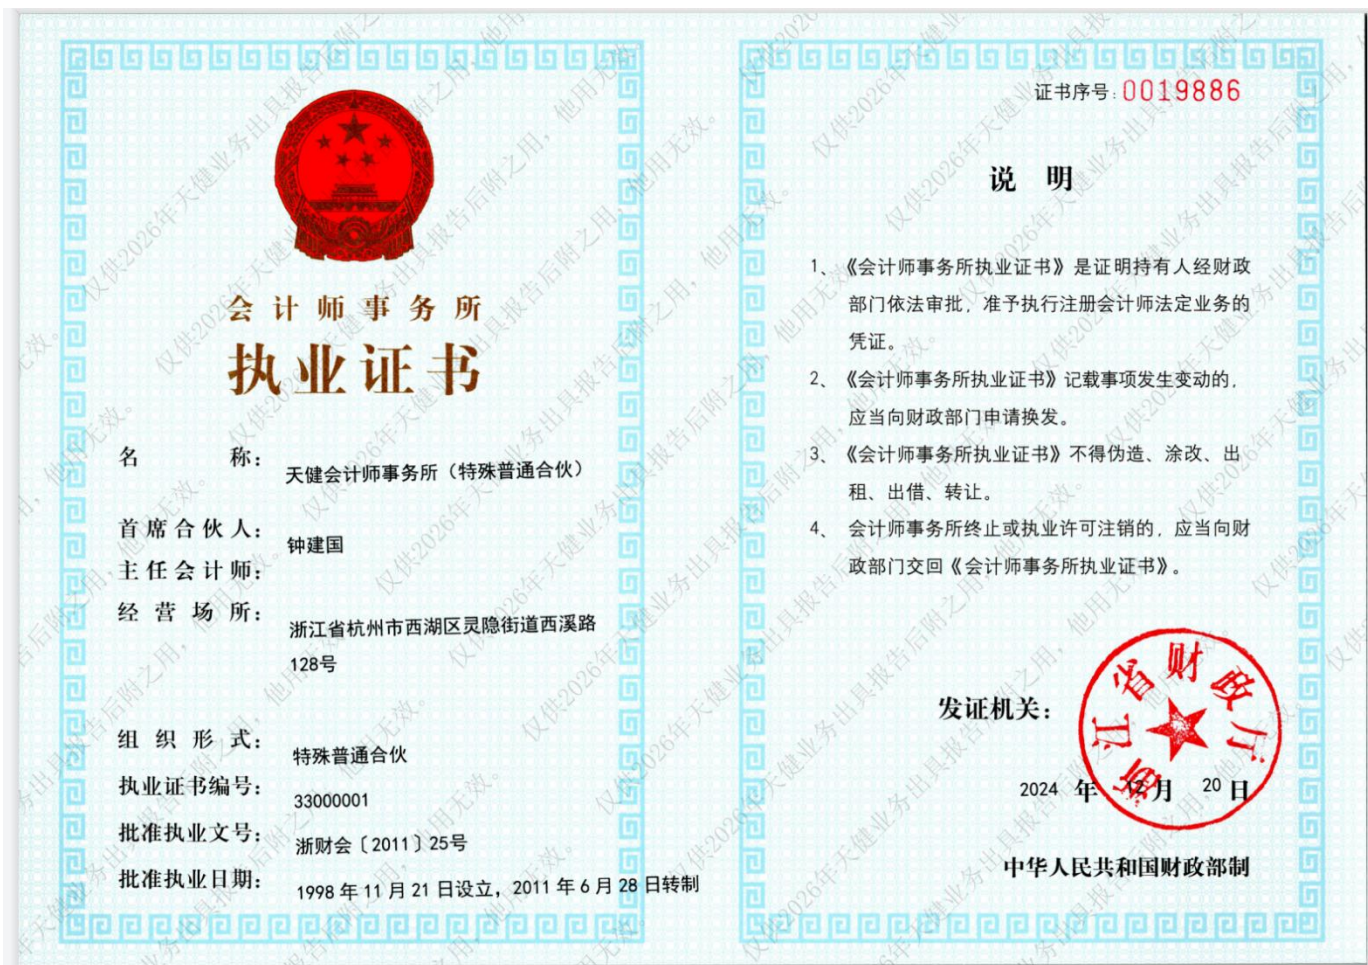 会计师事务所
执业证书
名 称： 天健会计师事务所（特殊普通合伙）
首席合伙人： 钟建国
主任会计师：
经营场所： 浙江省杭州市西湖区灵隐街道西溪路
128号
组织形式： 特殊普通合伙
执业证书编号： 33000001
批准执业文号： 浙财会〔2011〕25号
批准执业日期： 1998年11月21日设立，2011年6月28日转制
证书序号：0019886
说 明
1、《会计师事务所执业证书》是证明持有人经财政
部门依法审批，准予执行注册会计师法定业务的
凭证。
2、《会计师事务所执业证书》记载事项发生变动的，
应当向财政部门申请换发。
3、《会计师事务所执业证书》不得伪造、涂改、出
租、出借、转让。
4、会计师事务所终止或执业许可注销的，应当向财
政部门交回《会计师事务所执业证书》。
发证机关：
浙江省财政厅
2024年12月20日
中华人民共和国财政部制
仅供2026年天健业务出具报告后附之用，他用无效。